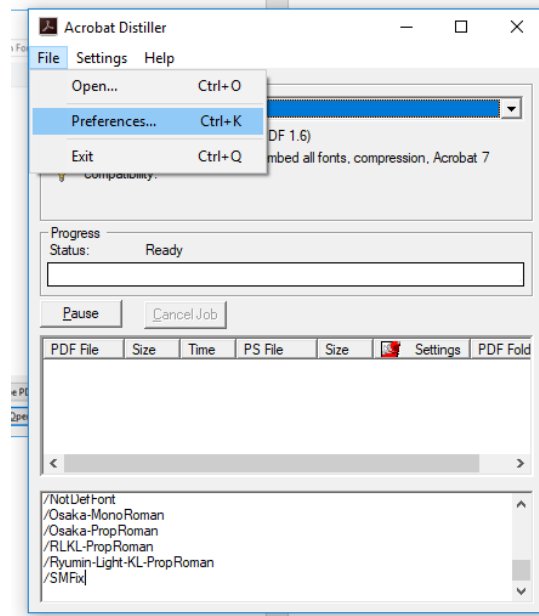 Acrobat Distiller
File Settings Help
Open... Ctrl+O
Preferences... Ctrl+K
Exit Ctrl+Q
DF 1.6)
mbed all fonts, compression, Acrobat 7
compatibility.
Progress
Status: Ready
Pause Cancel Job
PDF File Size Time PS File Size Settings PDF Fold
/NotDefFont
/Osaka-MonoRoman
/Osaka-PropRoman
/RLKL-PropRoman
/Ryumin-Light-KL-PropRoman
/SMFix